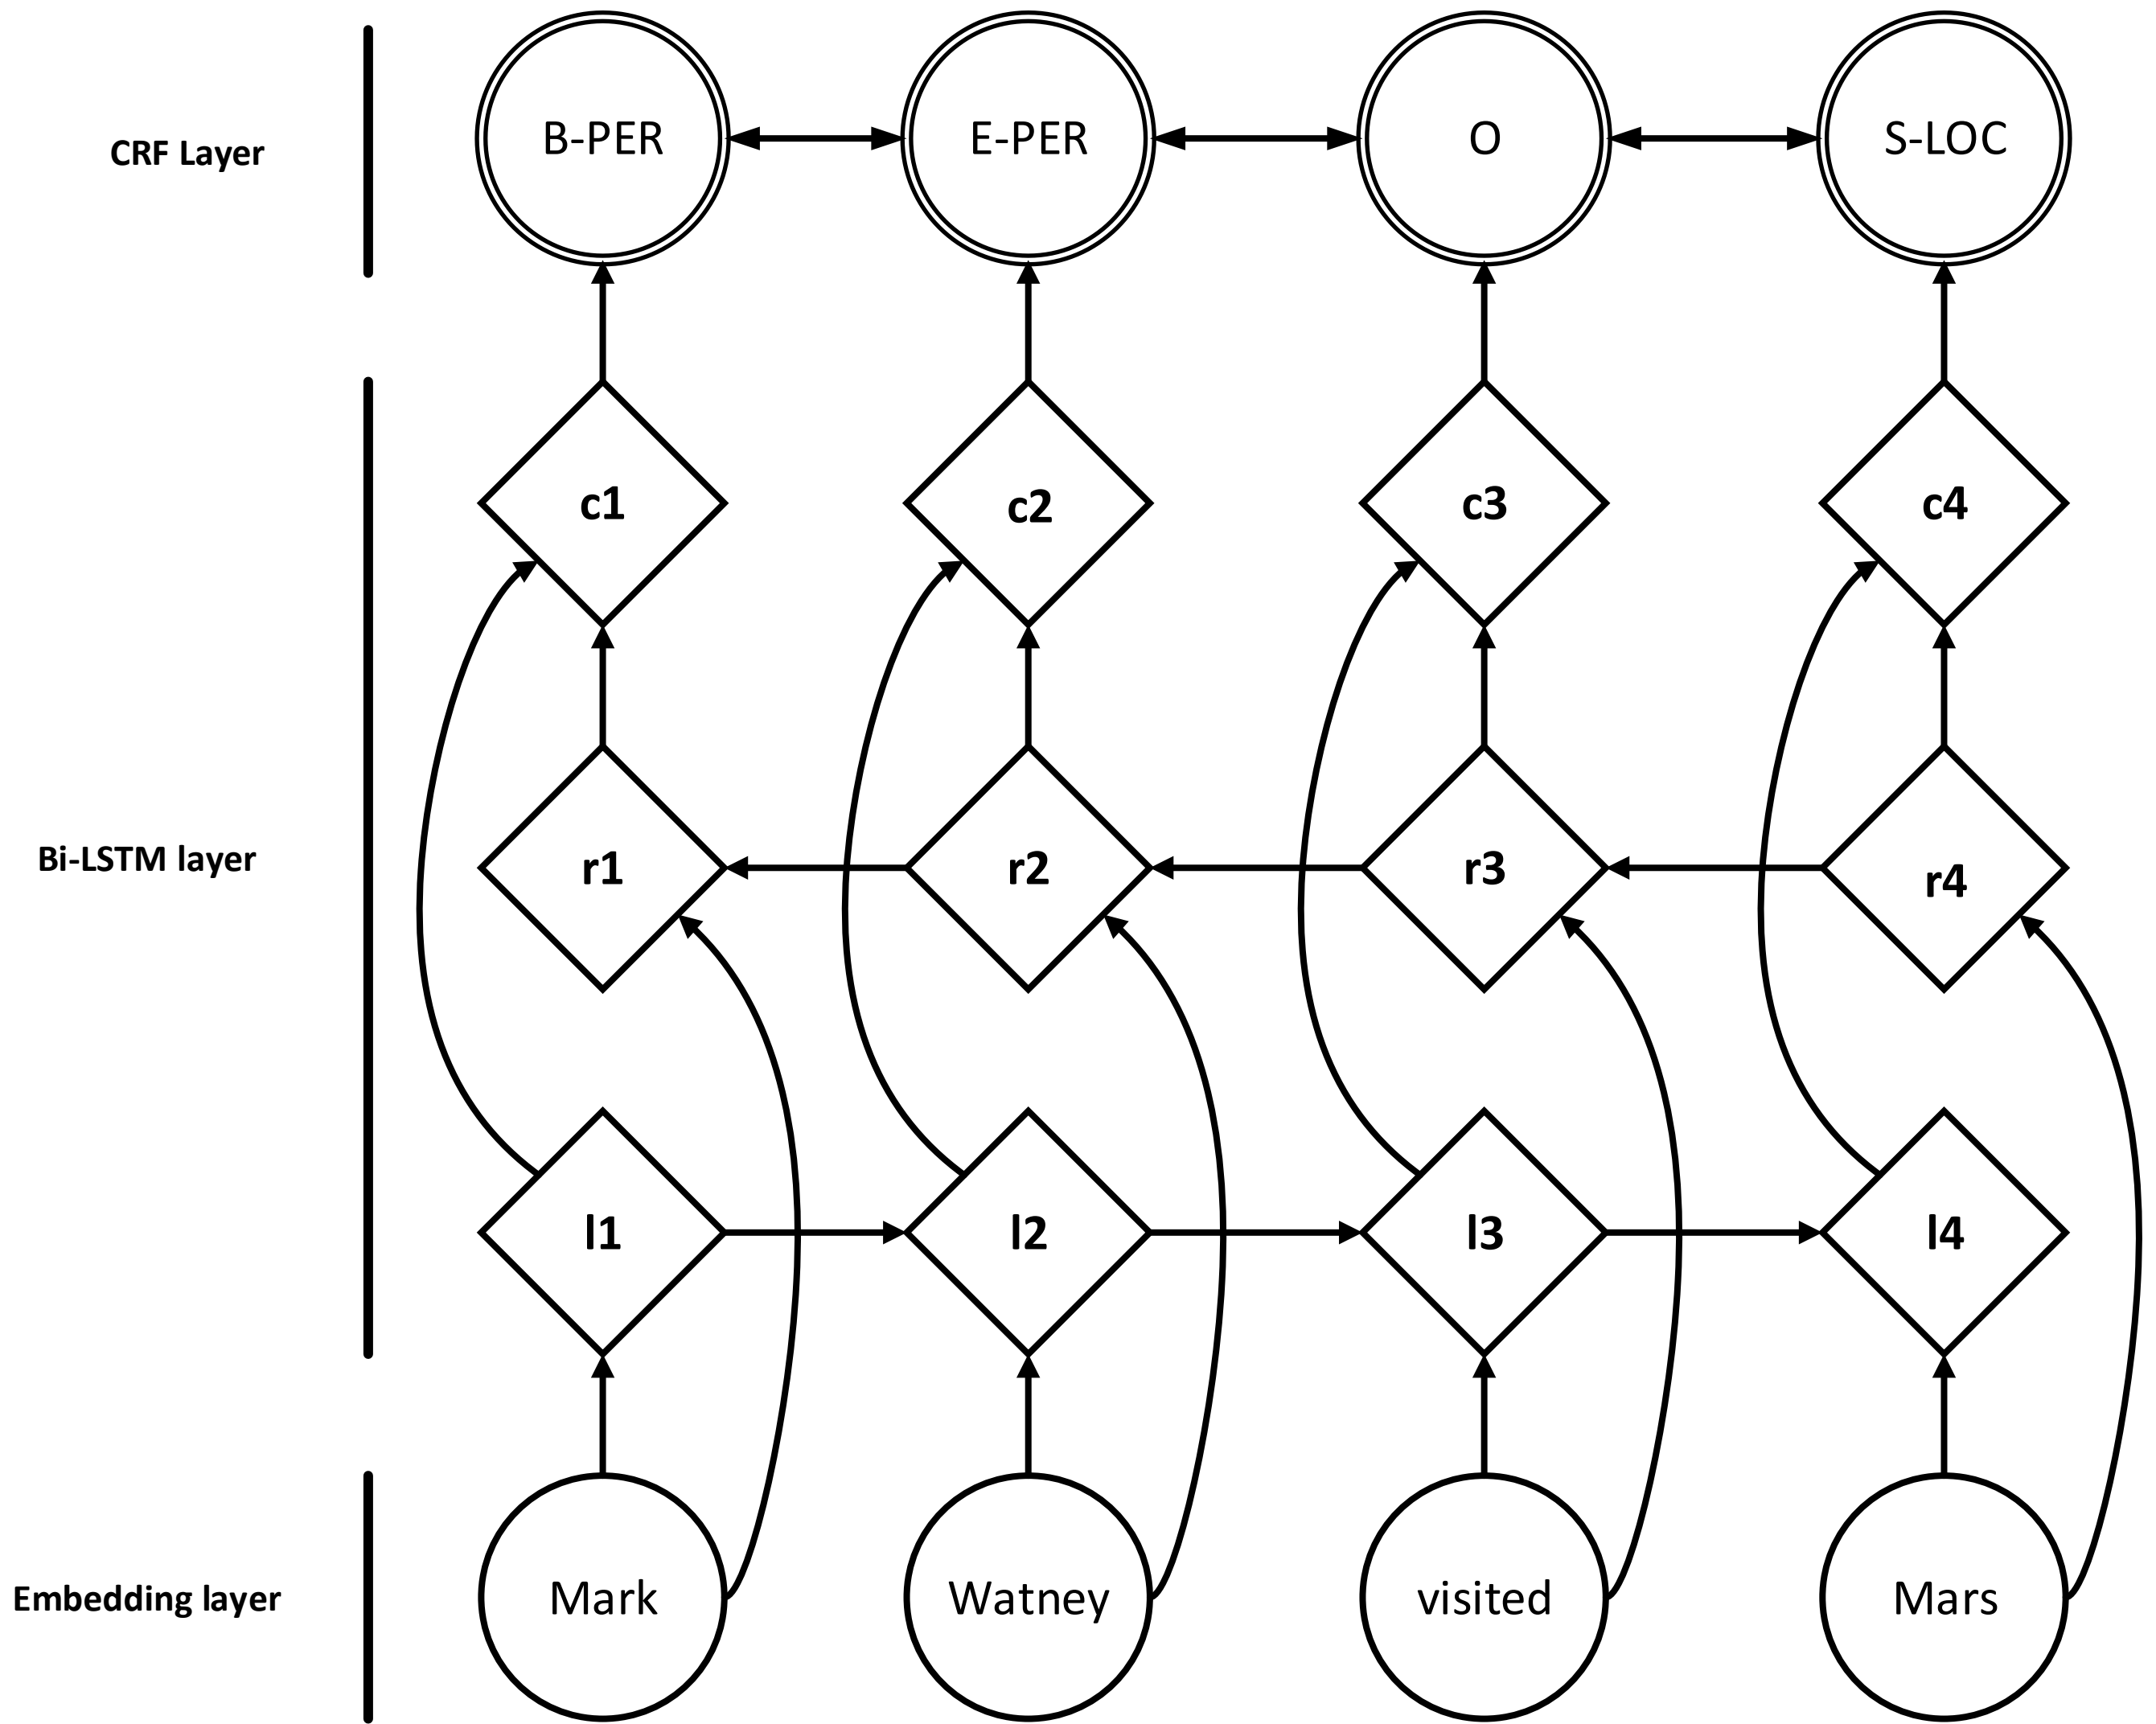 CRF Layer
B-PER
E-PER
O
S-LOC
c1
c2
c3
c4
Bi-LSTM layer
r1
r2
r3
r4
l1
l2
l3
l4
Embedding layer
Mark
Watney
visited
Mars